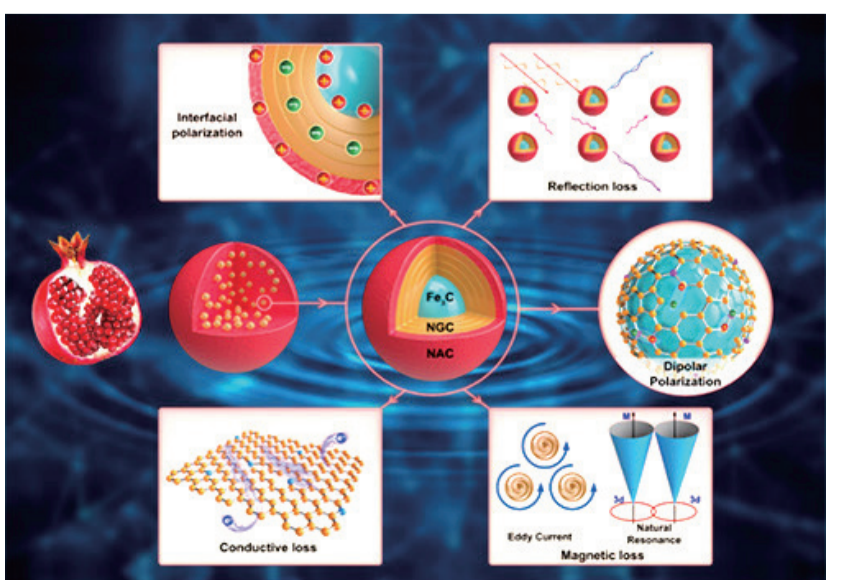 Interfacial
polarization
Reflection loss
Fe₃C
NGC
NAC
Dipolar
Polarization
Conductive loss
M
M
3d
3d
Eddy Current
Natural
Resonance
Magnetic loss